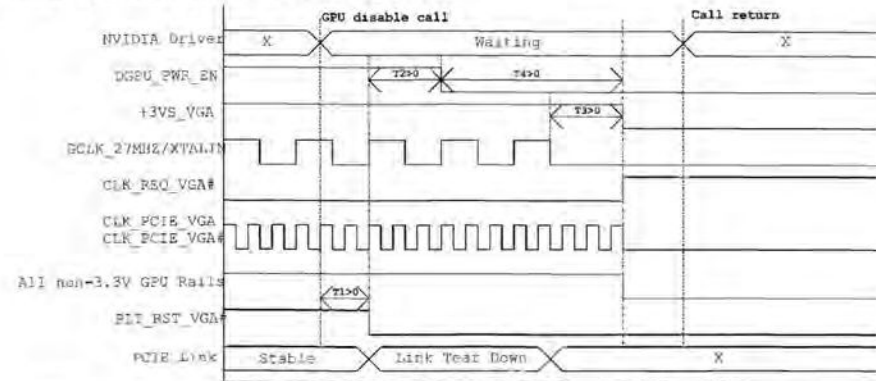 GPU disable call
Call return
NVIDIA Driver X Waiting X
DGPU_PWR_EN T2>0 T4>0
+3VS_VGA T3>0
GCLK_27MHZ/XTALIN
CLK_RSQ_VGA#
CLK_PCIE_VGA
CLK_PCIE_VGA#
All non-3.3V GPU Rails
T1>0
PLT_RST_VGA#
PCIE Link Stable Link Tear Down X